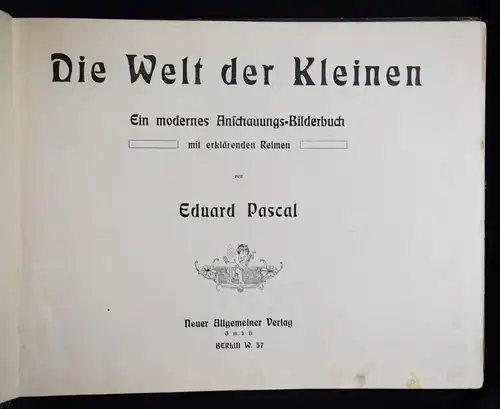 Die Welt der Kleinen
Ein modernes Anschauungs-Bilderbuch
mit erklärenden Reimen
von
Eduard Pascal
Neuer Allgemeiner Verlag
G. m. b. H.
BERLIN W. 57